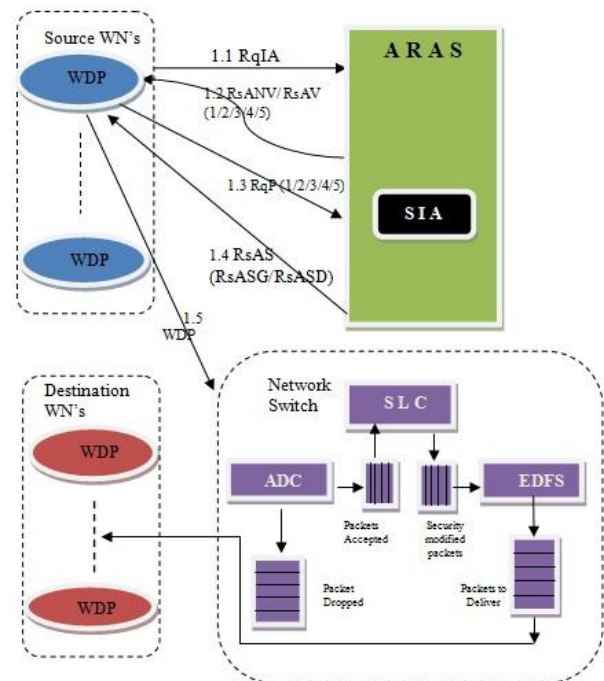 Source WN's
WDP
WDP
1.1 RqIA
1.2 RsANV/ RsAV
(1/2/3/4/5)
1.3 RqP (1/2/3/4/5)
1.4 RsAS
(RsASG/RsASD)
1.5
WDP
A R A S
S I A
Destination
WN's
WDP
WDP
Network
Switch
S L C
ADC
EDFS
Packets
Accepted
Security
modified
packets
Packet
Dropped
Packets to
Deliver